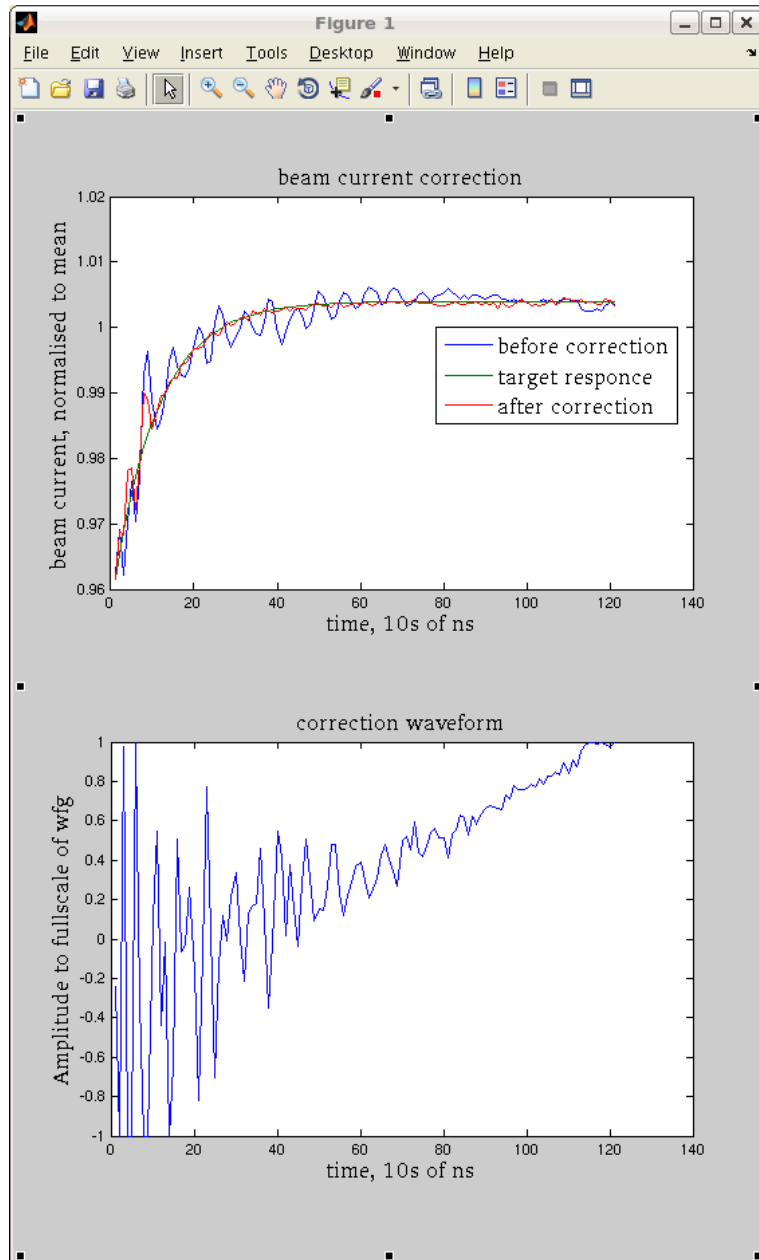 Figure 1
File Edit View Insert Tools Desktop Window Help
beam current correction
beam current, normalised to mean
1.02
1.01
1
0.99
0.98
0.97
0.96
before correction
target responce
after correction
0 20 40 60 80 100 120 140
time, 10s of ns
correction waveform
Amplitude to fullscale of wfg
1
0.8
0.6
0.4
0.2
0
-0.2
-0.4
-0.6
-0.8
-1
0 20 40 60 80 100 120 140
time, 10s of ns